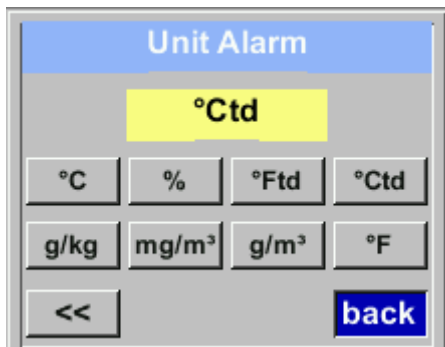 Unit Alarm
°Ctd
°C % °Ftd °Ctd
g/kg mg/m³ g/m³ °F
<< back